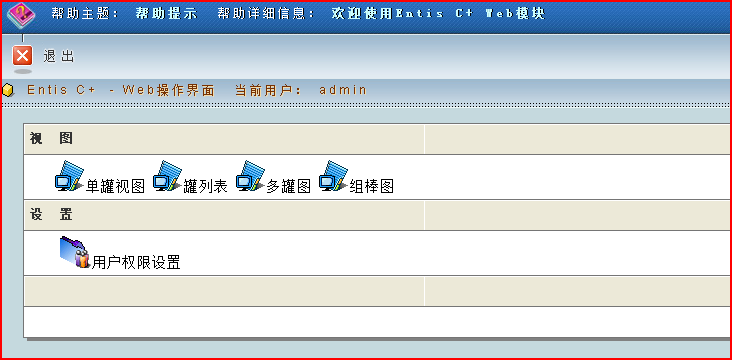 帮助主题： 帮助提示 帮助详细信息： 欢迎使用Entis C+ Web模块
退 出
Entis C+ - Web操作界面 当前用户： admin
视 图
单罐视图 罐列表 多罐图 组棒图
设 置
用户权限设置